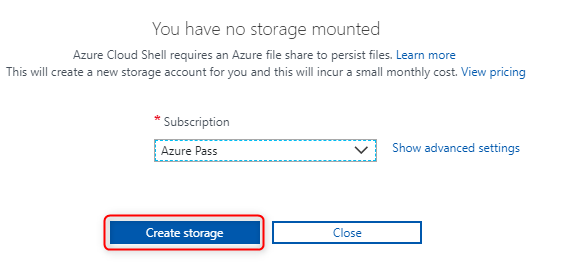 You have no storage mounted
Azure Cloud Shell requires an Azure file share to persist files. Learn more
This will create a new storage account for you and this will incur a small monthly cost. View pricing
* Subscription
Azure Pass
Show advanced settings
Create storage
Close